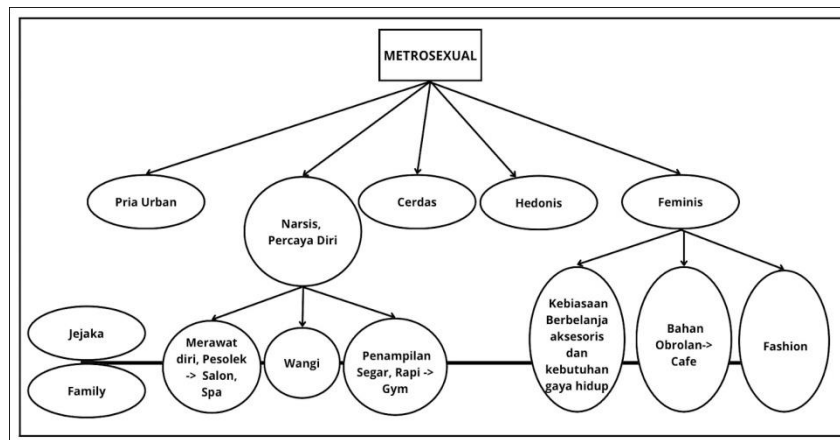 METROSEXUAL
Pria Urban
Narsis,
Percaya Diri
Cerdas
Hedonis
Feminis
Jejaka
Family
Merawat
diri, Pesolek
-> Salon,
Spa
Wangi
Penampilan
Segar, Rapi ->
Gym
Kebiasaan
Berbelanja
aksesoris
dan
kebutuhan
gaya hidup
Bahan
Obrolan->
Cafe
Fashion